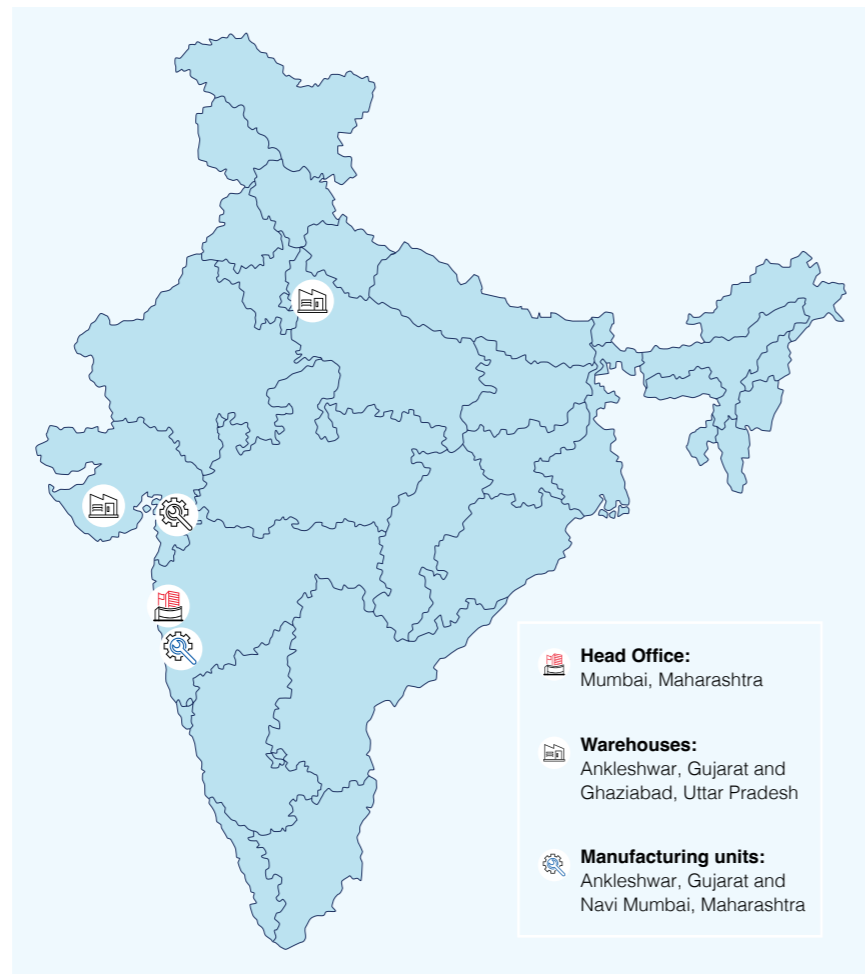 Head Office:
Mumbai, Maharashtra
Warehouses:
Ankleshwar, Gujarat and
Ghaziabad, Uttar Pradesh
Manufacturing units:
Ankleshwar, Gujarat and
Navi Mumbai, Maharashtra